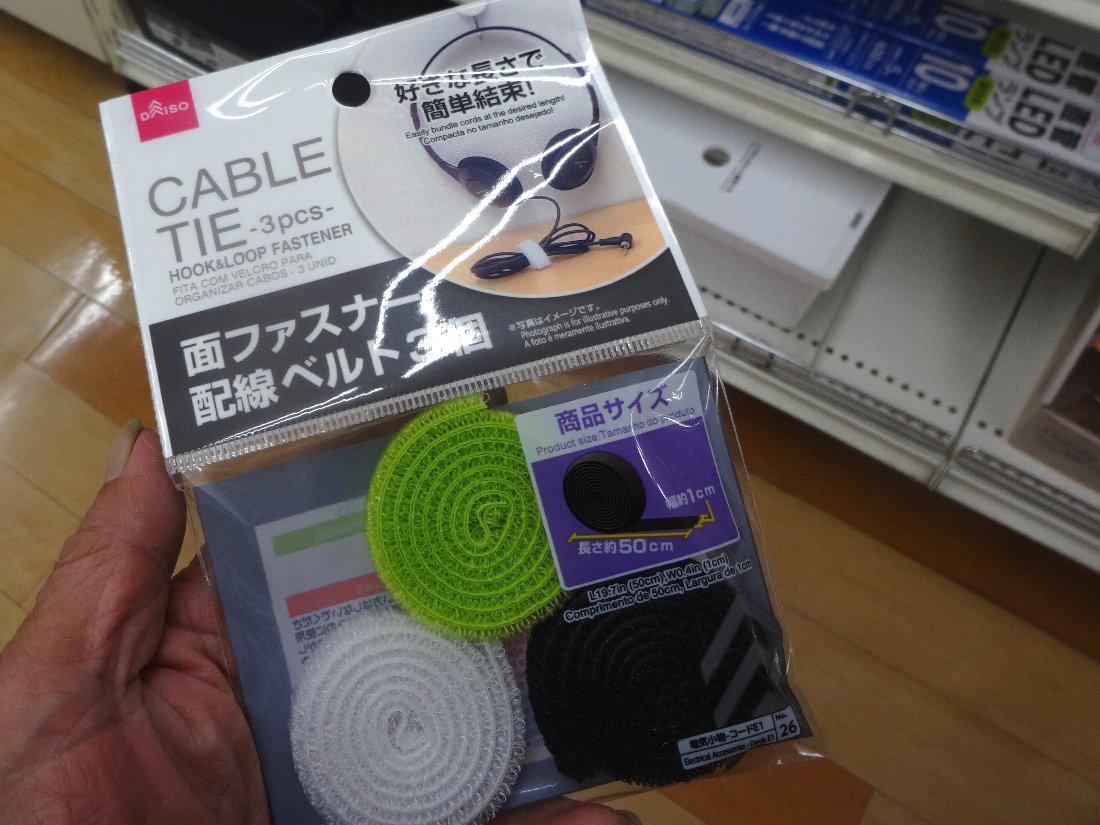 DAISO
CABLE
TIE -3pcs-
HOOK&LOOP FASTENER
FITA COM VELCRO PARA
ORGANIZAR CABOS - 3 UNID
好きな長さで
簡単結束!
Easily bundle cords at the desired length!
Compacta no tamanho desejado!
※写真はイメージです。
Photograph is for illustrative purposes only.
A foto é meramente ilustrativa.
面ファスナー
配線ベルト3個
商品サイズ
Product size/Tamanho do produto
幅約1cm
長さ約50cm
L19.7in (50cm), W0.4in (1cm)
Comprimento de 50cm, Largura de 1cm
電気小物-コードE1
Electrical Accessories - Cords E1
No.
26
10
10
LED
LED